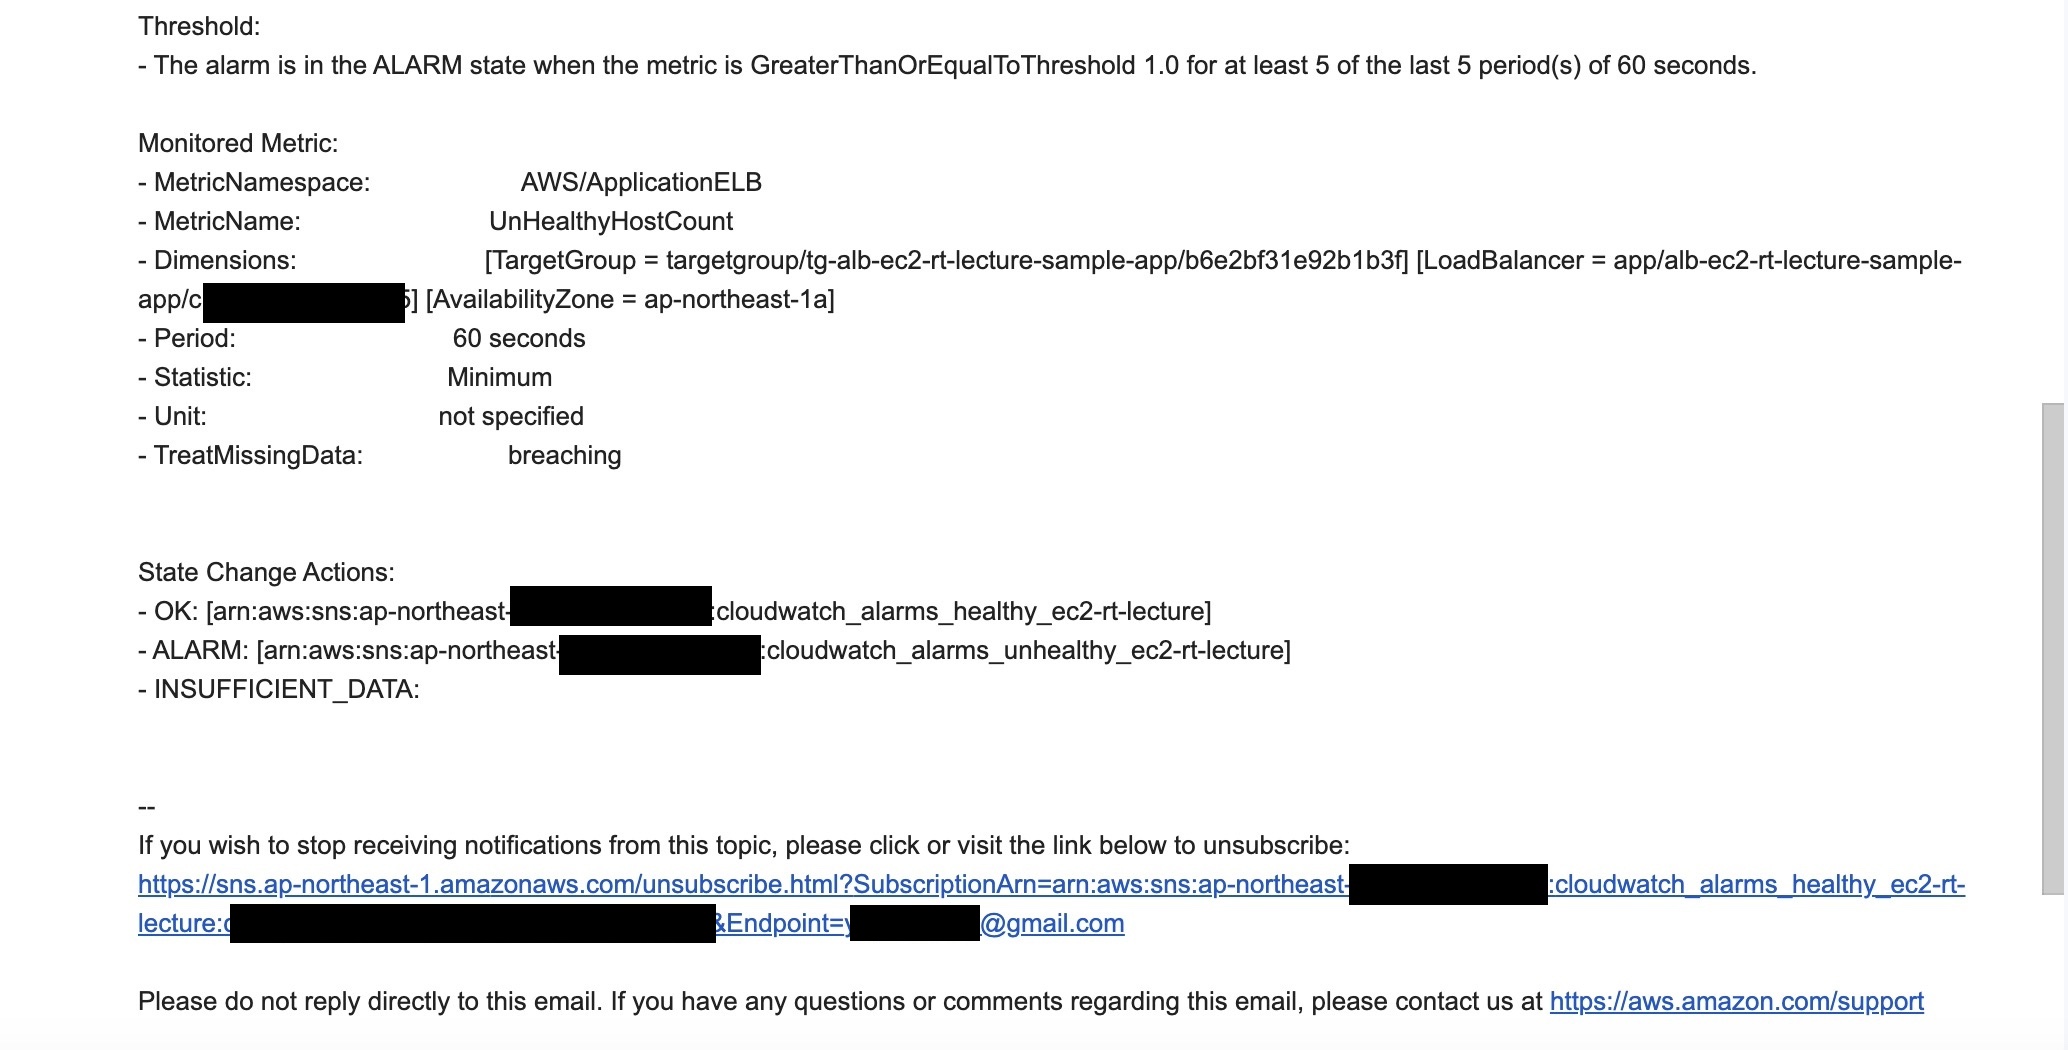 Threshold:
- The alarm is in the ALARM state when the metric is GreaterThanOrEqualToThreshold 1.0 for at least 5 of the last 5 period(s) of 60 seconds.
Monitored Metric:
- MetricNamespace: AWS/ApplicationELB
- MetricName: UnHealthyHostCount
- Dimensions: [TargetGroup = targetgroup/tg-alb-ec2-rt-lecture-sample-app/b6e2bf31e92b1b3f] [LoadBalancer = app/alb-ec2-rt-lecture-sample-
app/c 5] [AvailabilityZone = ap-northeast-1a]
- Period: 60 seconds
- Statistic: Minimum
- Unit: not specified
- TreatMissingData: breaching
State Change Actions:
- OK: [arn:aws:sns:ap-northeast- :cloudwatch_alarms_healthy_ec2-rt-lecture]
- ALARM: [arn:aws:sns:ap-northeast- :cloudwatch_alarms_unhealthy_ec2-rt-lecture]
- INSUFFICIENT_DATA:
--
If you wish to stop receiving notifications from this topic, please click or visit the link below to unsubscribe:
https://sns.ap-northeast-1.amazonaws.com/unsubscribe.html?SubscriptionArn=arn:aws:sns:ap-northeast- :cloudwatch_alarms_healthy_ec2-rt-
lecture: &Endpoint=y @gmail.com
Please do not reply directly to this email. If you have any questions or comments regarding this email, please contact us at https://aws.amazon.com/support